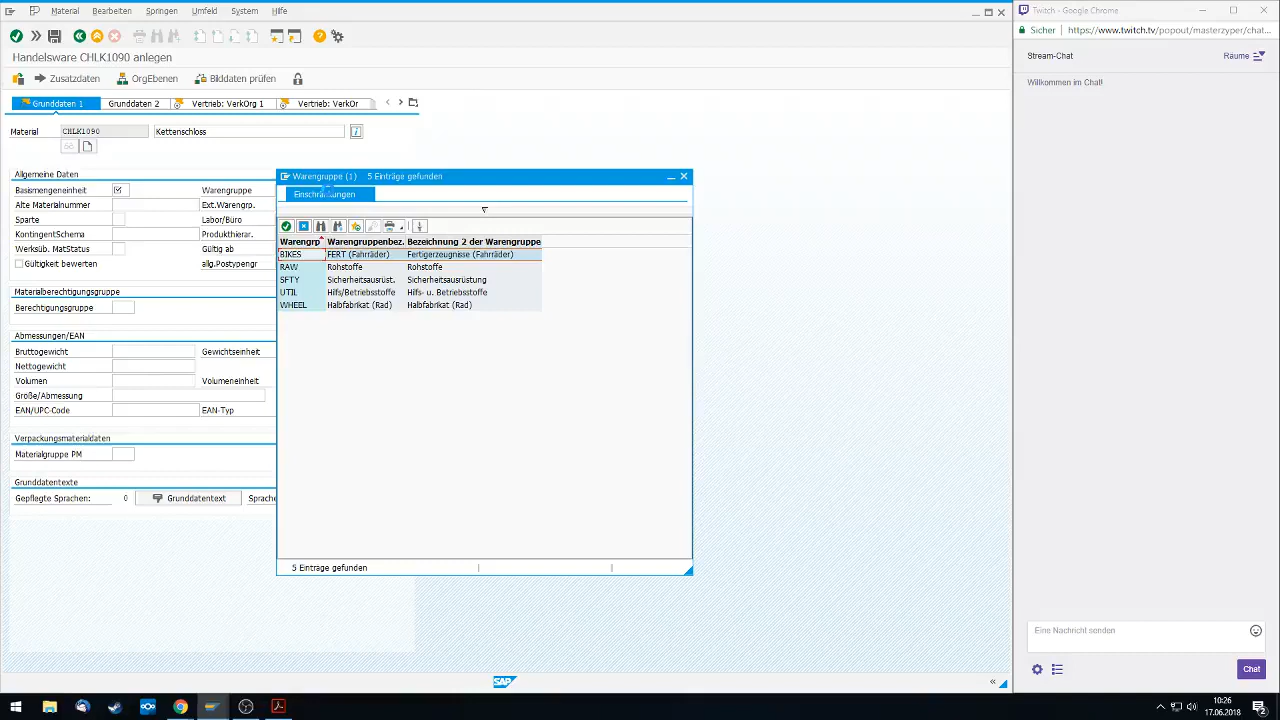 Material Bearbeiten Springen Umfeld System Hilfe
Handelsware CHLK1090 anlegen
Zusatzdaten OrgEbenen Bilddaten prüfen
Grunddaten 1 Grunddaten 2 Vertrieb: VerkOrg 1 Vertrieb: VerkOr
Material CHLK1090 Kettenschloss
Allgemeine Daten
Basismengeneinheit Warengruppe
Alte Materialnummer Ext.Warengrp.
Sparte Labor/Büro
KontingentSchema Produkthierar.
Werksüb. MatStatus Gültig ab
Gültigkeit bewerten allg.Postypengr
Materialberechtigungsgruppe
Berechtigungsgruppe
Abmessungen/EAN
Bruttogewicht Gewichtseinheit
Nettogewicht
Volumen Volumeneinheit
Größe/Abmessung
EAN/UPC-Code EAN-Typ
Verpackungsmaterialdaten
Materialgruppe PM
Grunddatentexte
Gepflegte Sprachen: 0 Grunddatentext Sprache
Warengruppe (1) 5 Einträge gefunden
Einschränkungen
Warengrp Warengruppenbez. Bezeichnung 2 der Warengruppe
BIKES FERT (Fahrräder) Fertigerzeugnisse (Fahrräder)
RAW Rohstoffe Rohstoffe
SFTY Sicherheitsausrüst. Sicherheitsausrüstung
UTIL Hilfs/Betriebsstoffe Hilfs- u. Betriebsstoffe
WHEEL Halbfabrikat (Rad) Halbfabrikat (Rad)
5 Einträge gefunden
SAP
Twitch - Google Chrome
Sicher https://www.twitch.tv/popout/masterzyper/chat...
Stream-Chat Räume
Willkommen im Chat!
Eine Nachricht senden
Chat
10:26
17.06.2018
2